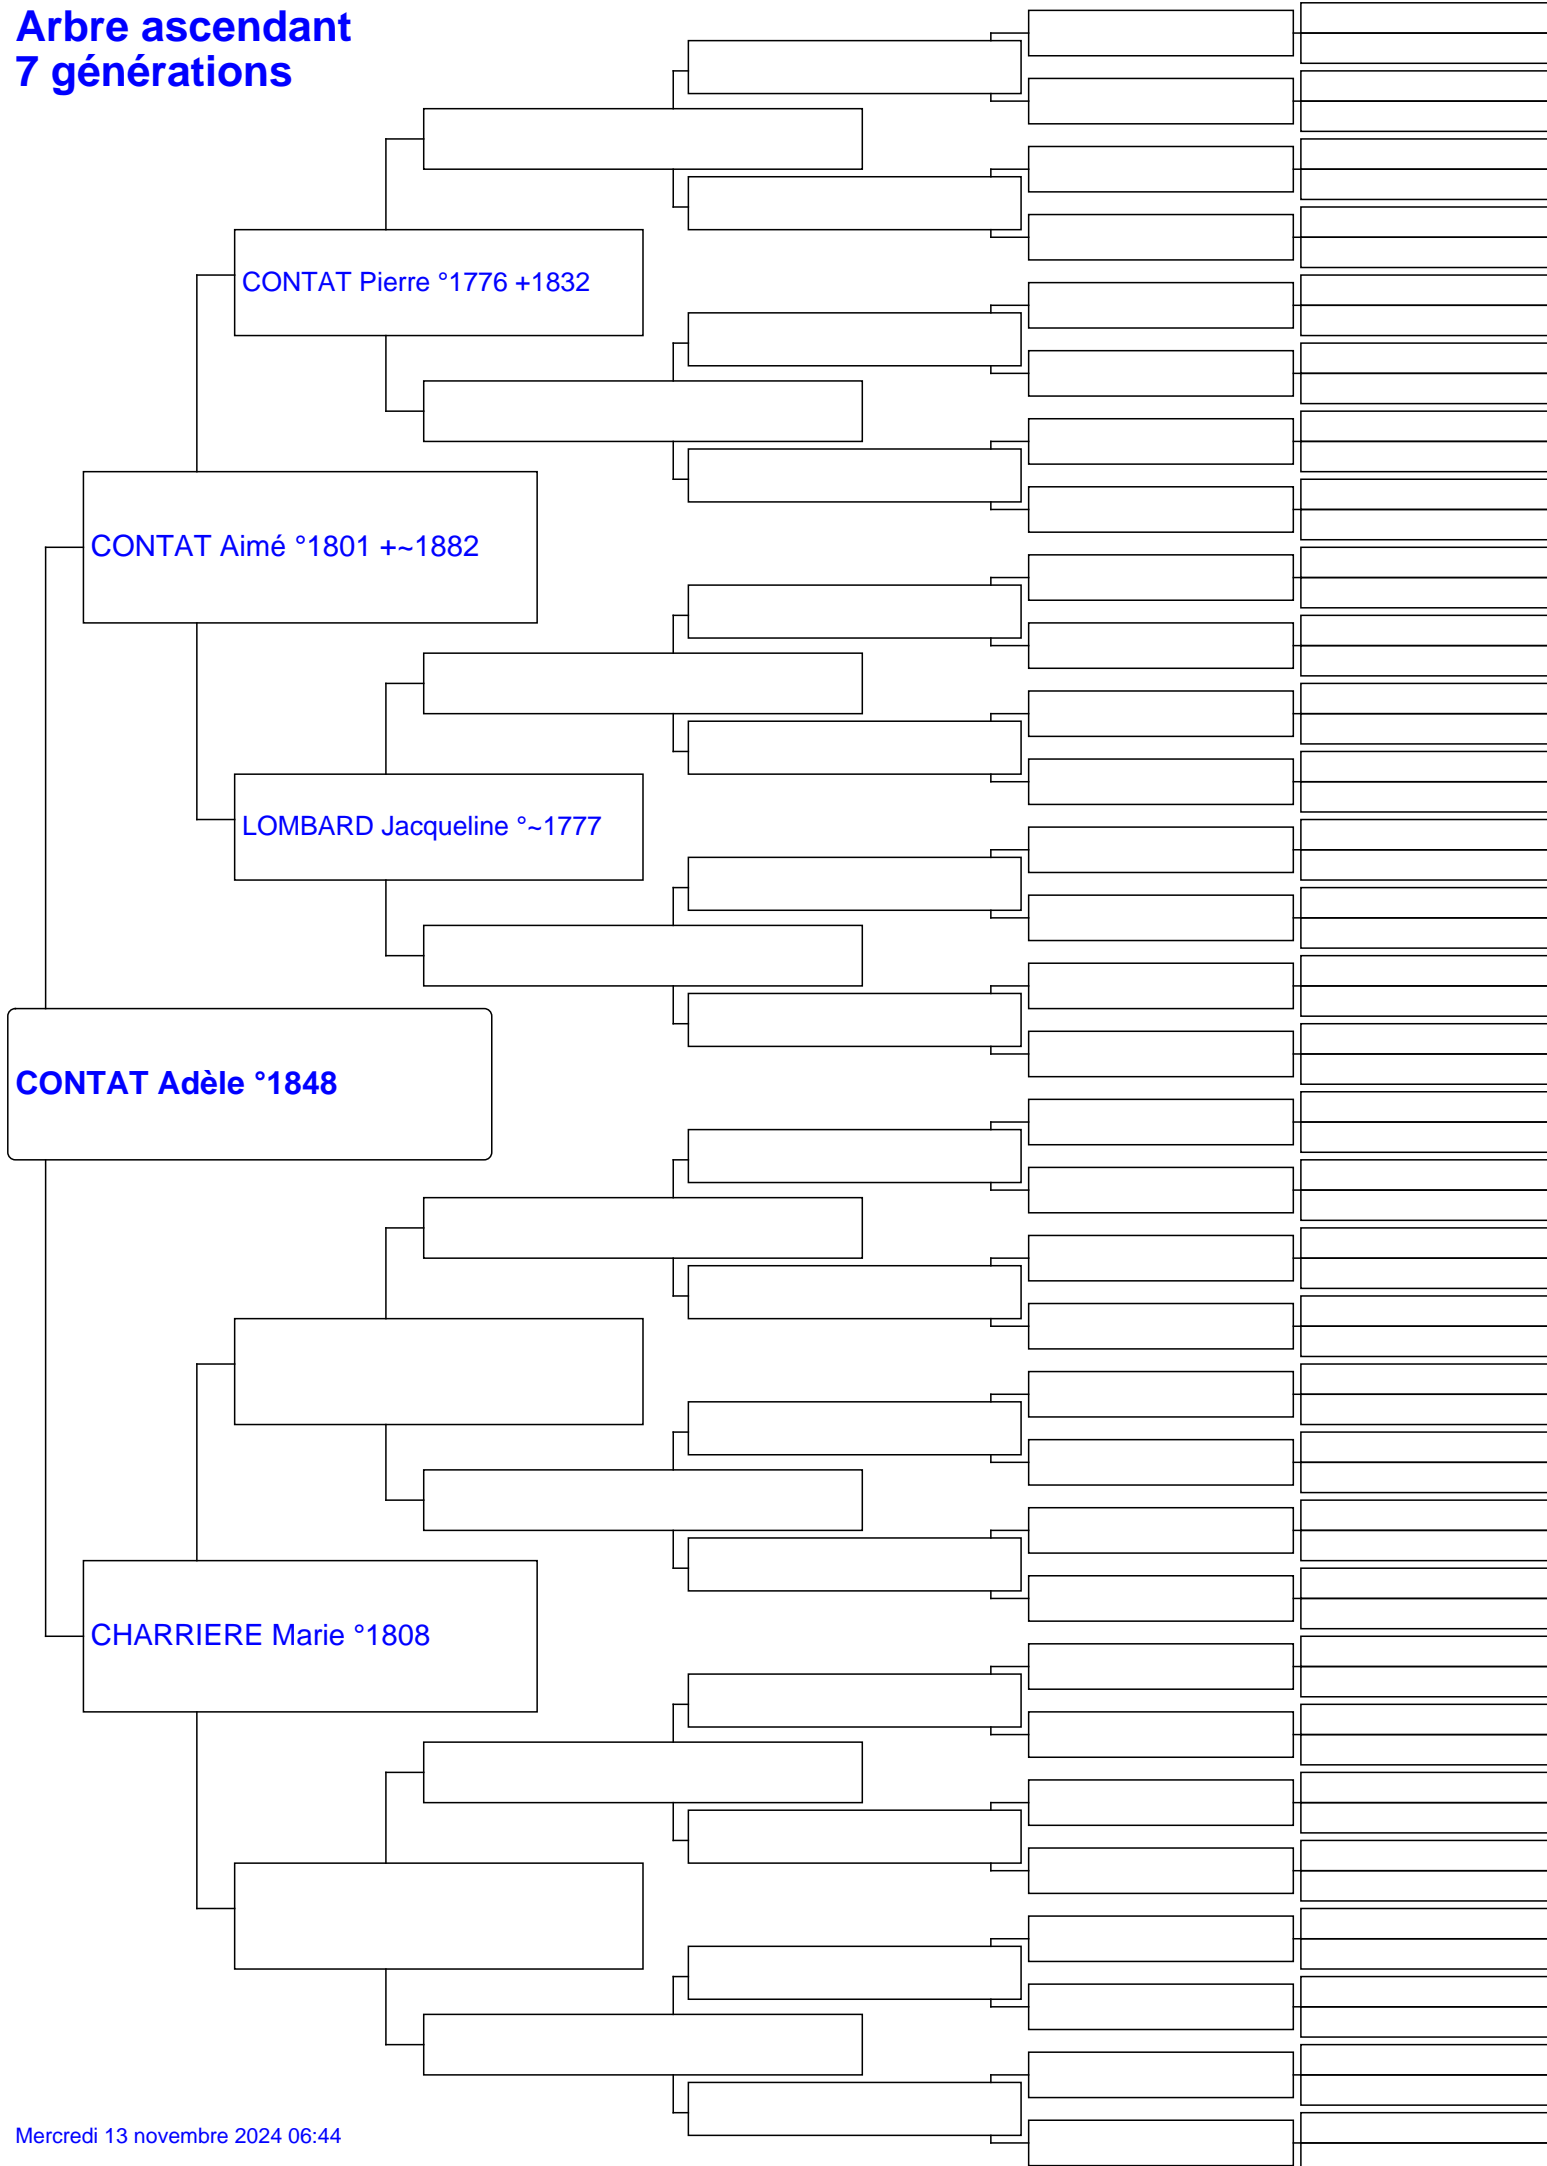 Arbre ascendant
7 générations
CONTAT Pierre °1776 +1832
CONTAT Aimé °1801 +~1882
LOMBARD Jacqueline °~1777
CONTAT Adèle °1848
CHARRIERE Marie °1808
Mercredi 13 novembre 2024 06:44